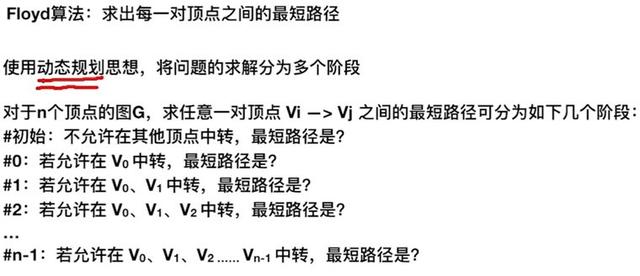 Floyd算法：求出每一对顶点之间的最短路径
使用动态规划思想，将问题的求解分为多个阶段
对于n个顶点的图G，求任意一对顶点 Vi —> Vj 之间的最短路径可分为如下几个阶段：
#初始：不允许在其他顶点中转，最短路径是？
#0：若允许在 V0 中转，最短路径是？
#1：若允许在 V0、V1 中转，最短路径是？
#2：若允许在 V0、V1、V2 中转，最短路径是？
…
#n-1：若允许在 V0、V1、V2 …… Vn-1 中转，最短路径是？